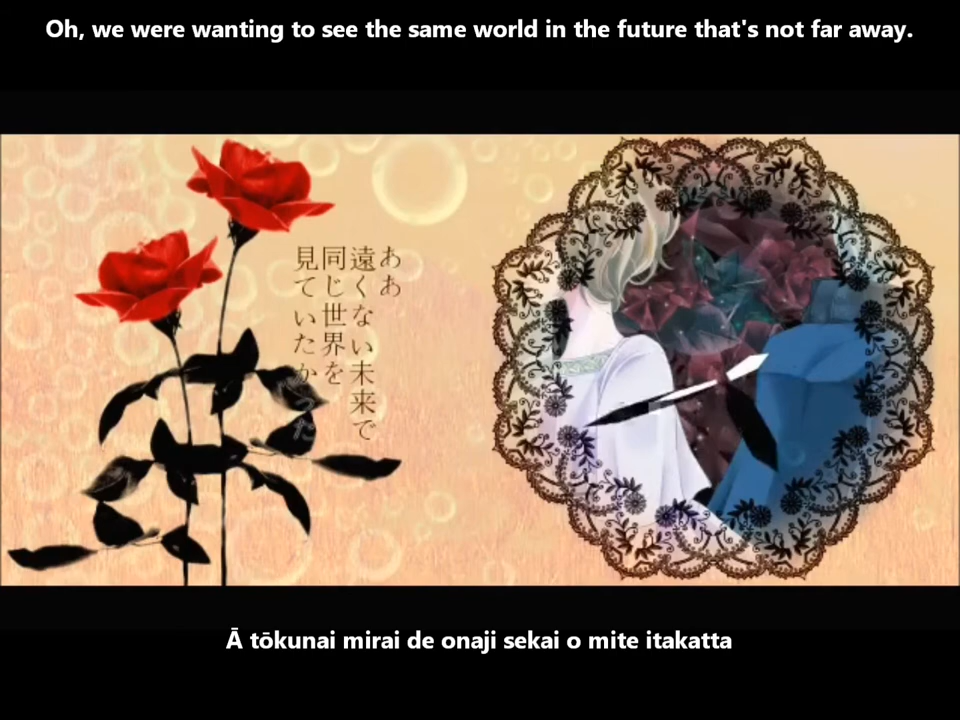 Oh, we were wanting to see the same world in the future that's not far away.
ああ
遠くない未来で
同じ世界を
見ていたかった
Ā tōkunai mirai de onaji sekai o mite itakatta